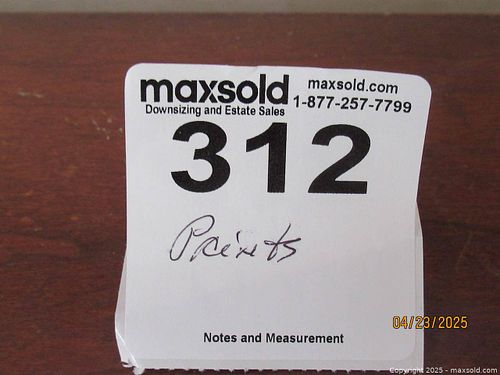 maxsold
Downsizing and Estate Sales
maxsold.com
1-877-257-7799
312
Prints
Notes and Measurement
04/23/2025
Copyright © 2025 - maxsold.com